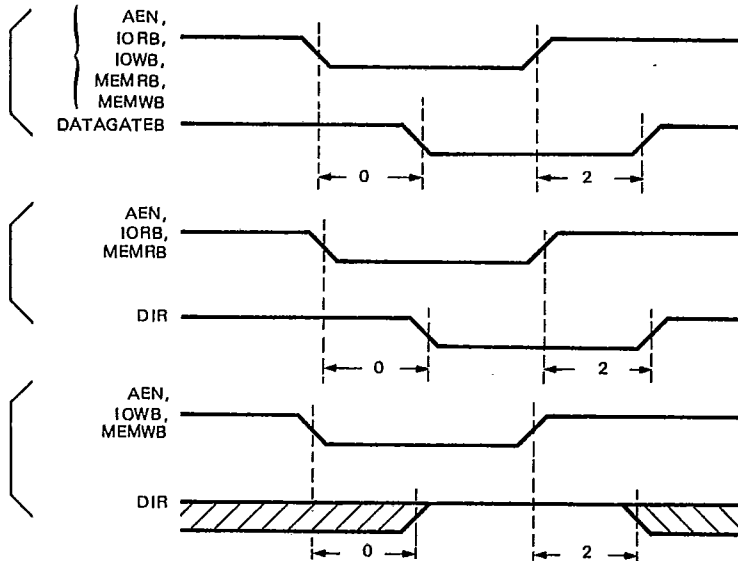 AEN,
IORB,
IOWB,
MEMRB,
MEMWB
DATAGATEB
0 2
AEN,
IORB,
MEMRB
DIR
0 2
AEN,
IOWB,
MEMWB
DIR
0 2